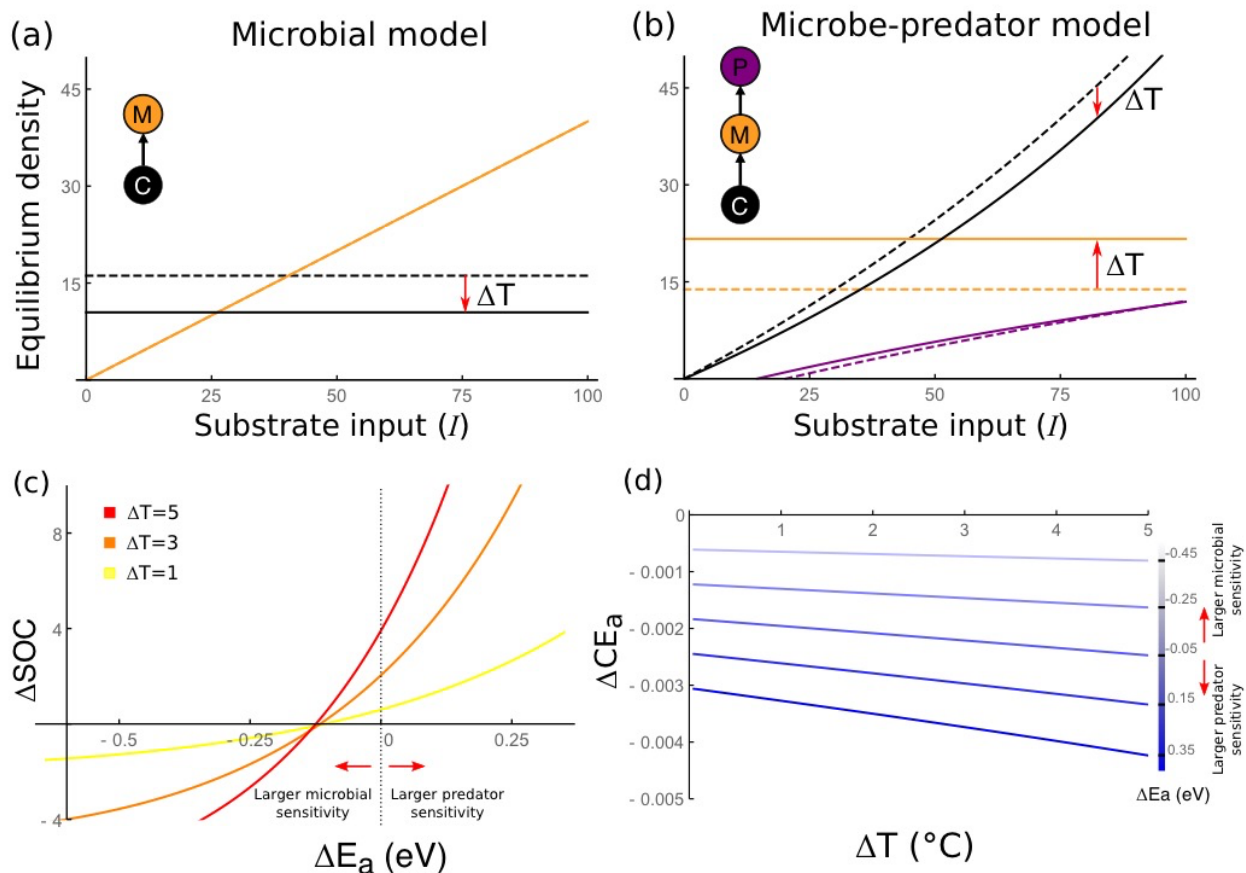 (a)
Microbial model
Equilibrium density
45
30
15
M
C
ΔT
0
25
50
75
100
Substrate input (I)
(b)
Microbe-predator model
45
30
15
P
M
C
ΔT
ΔT
0
25
50
75
100
Substrate input (I)
(c)
ΔT=5
ΔT=3
ΔT=1
ΔSOC
8
4
- 4
- 0.5
- 0.25
0
0.25
Larger microbial
sensitivity
Larger predator
sensitivity
ΔEa (eV)
(d)
0
1
2
3
4
5
- 0.001
- 0.002
- 0.003
- 0.004
- 0.005
ΔCEa
-0.45
-0.25
-0.05
0.15
0.35
Larger microbial
sensitivity
Larger predator
sensitivity
ΔEa (eV)
ΔT (°C)